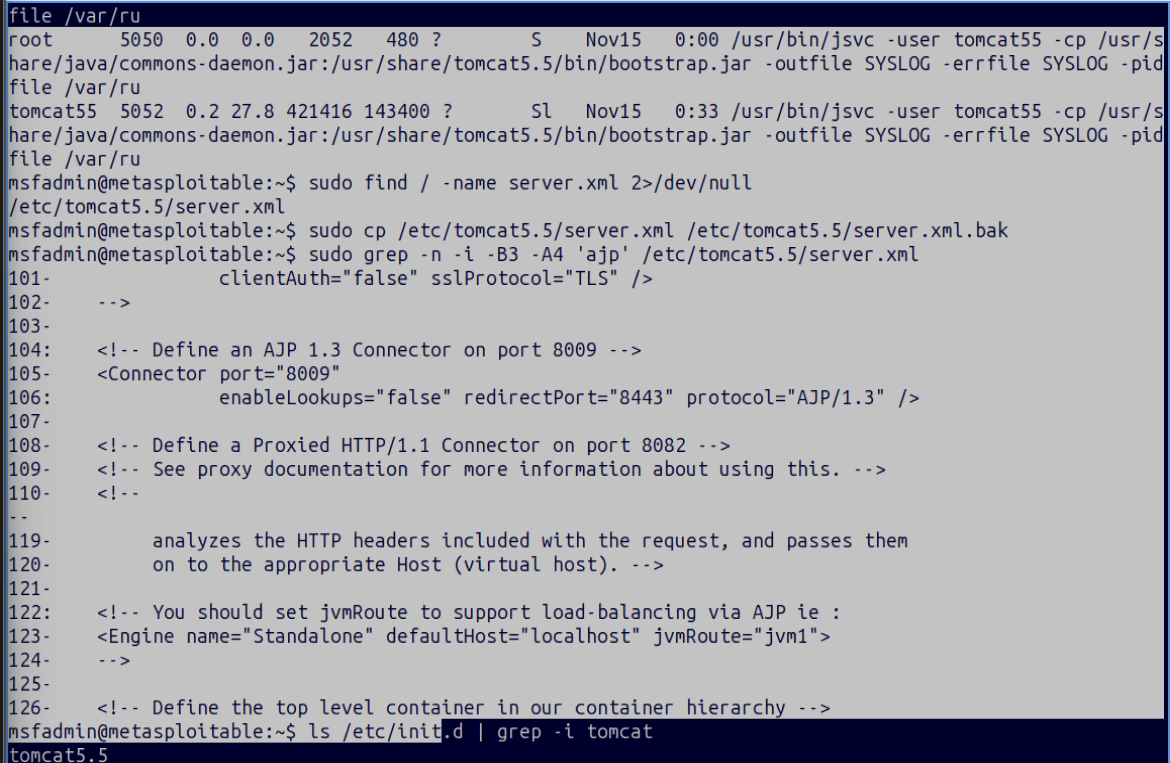 file /var/ru
root      5050  0.0  0.0   2052   480 ?        S    Nov15   0:00 /usr/bin/jsvc -user tomcat55 -cp /usr/s
hare/java/commons-daemon.jar:/usr/share/tomcat5.5/bin/bootstrap.jar -outfile SYSLOG -errfile SYSLOG -pid
file /var/ru
tomcat55  5052  0.2 27.8 421416 143400 ?       Sl   Nov15   0:33 /usr/bin/jsvc -user tomcat55 -cp /usr/s
hare/java/commons-daemon.jar:/usr/share/tomcat5.5/bin/bootstrap.jar -outfile SYSLOG -errfile SYSLOG -pid
file /var/ru
msfadmin@metasploitable:~$ sudo find / -name server.xml 2>/dev/null
/etc/tomcat5.5/server.xml
msfadmin@metasploitable:~$ sudo cp /etc/tomcat5.5/server.xml /etc/tomcat5.5/server.xml.bak
msfadmin@metasploitable:~$ sudo grep -n -i -B3 -A4 'ajp' /etc/tomcat5.5/server.xml
101-               clientAuth="false" sslProtocol="TLS" />
102-    -->
103-
104:    <!-- Define an AJP 1.3 Connector on port 8009 -->
105-    <Connector port="8009"
106:               enableLookups="false" redirectPort="8443" protocol="AJP/1.3" />
107-
108-    <!-- Define a Proxied HTTP/1.1 Connector on port 8082 -->
109-    <!-- See proxy documentation for more information about using this. -->
110-    <!--
--
119-         analyzes the HTTP headers included with the request, and passes them
120-         on to the appropriate Host (virtual host). -->
121-
122:    <!-- You should set jvmRoute to support load-balancing via AJP ie :
123-    <Engine name="Standalone" defaultHost="localhost" jvmRoute="jvm1">
124-    -->
125-
126-    <!-- Define the top level container in our container hierarchy -->
msfadmin@metasploitable:~$ ls /etc/init.d | grep -i tomcat
tomcat5.5